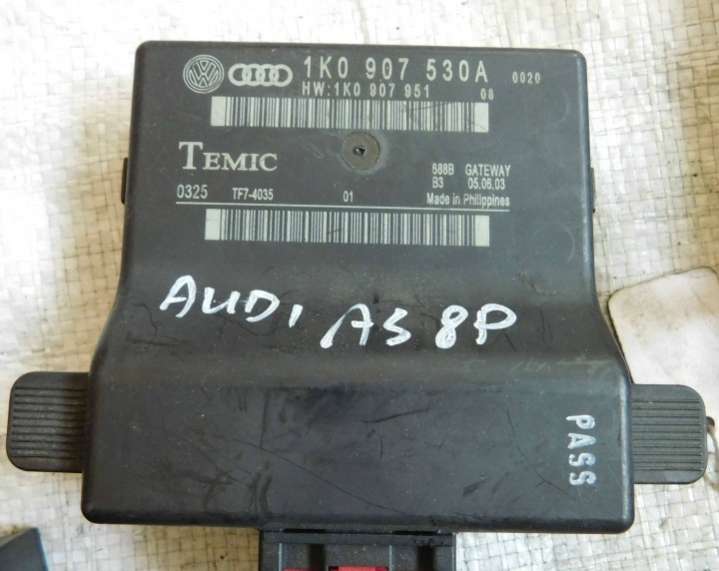 1K0 907 530A 0020
HW:1K0 907 951 08
TEMIC
688B GATEWAY
B3 05.06.03
0325 TF7-4035 01 Made in Philippines
AUDI A3 8P
PASS